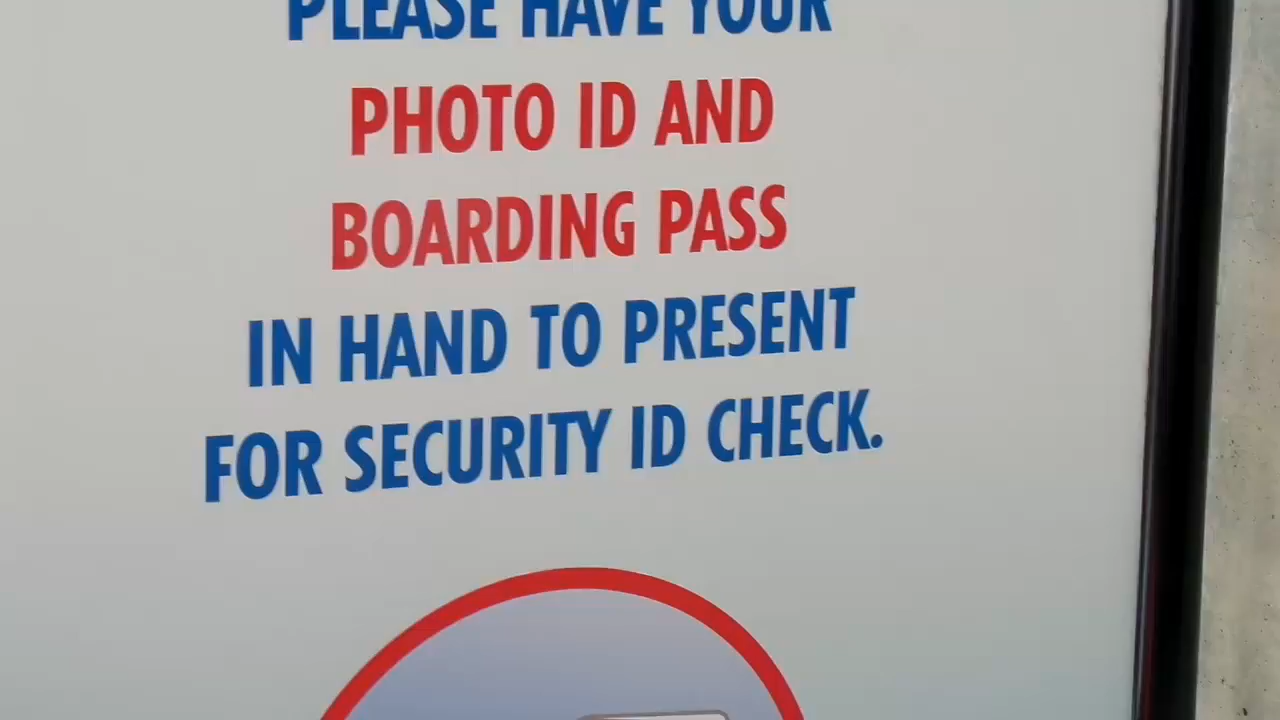 PLEASE HAVE YOUR
PHOTO ID AND
BOARDING PASS
IN HAND TO PRESENT
FOR SECURITY ID CHECK.